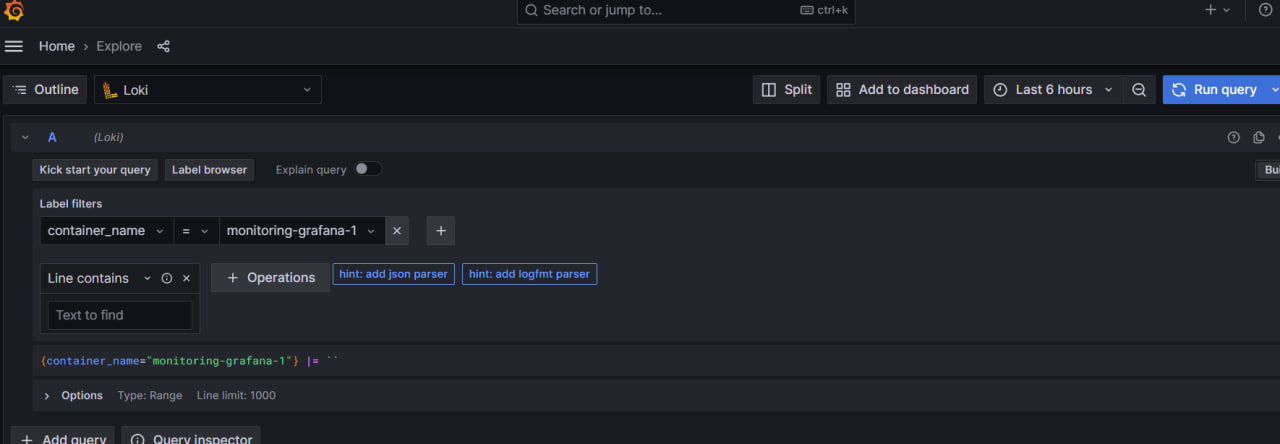 Search or jump to... ctrl+k
Home › Explore
Outline Loki Split Add to dashboard Last 6 hours Run query
A (Loki)
Kick start your query Label browser Explain query Bui
Label filters
container_name = monitoring-grafana-1
Line contains + Operations hint: add json parser hint: add logfmt parser
Text to find
{container_name="monitoring-grafana-1"} |= ``
Options Type: Range Line limit: 1000
+ Add query Query inspector